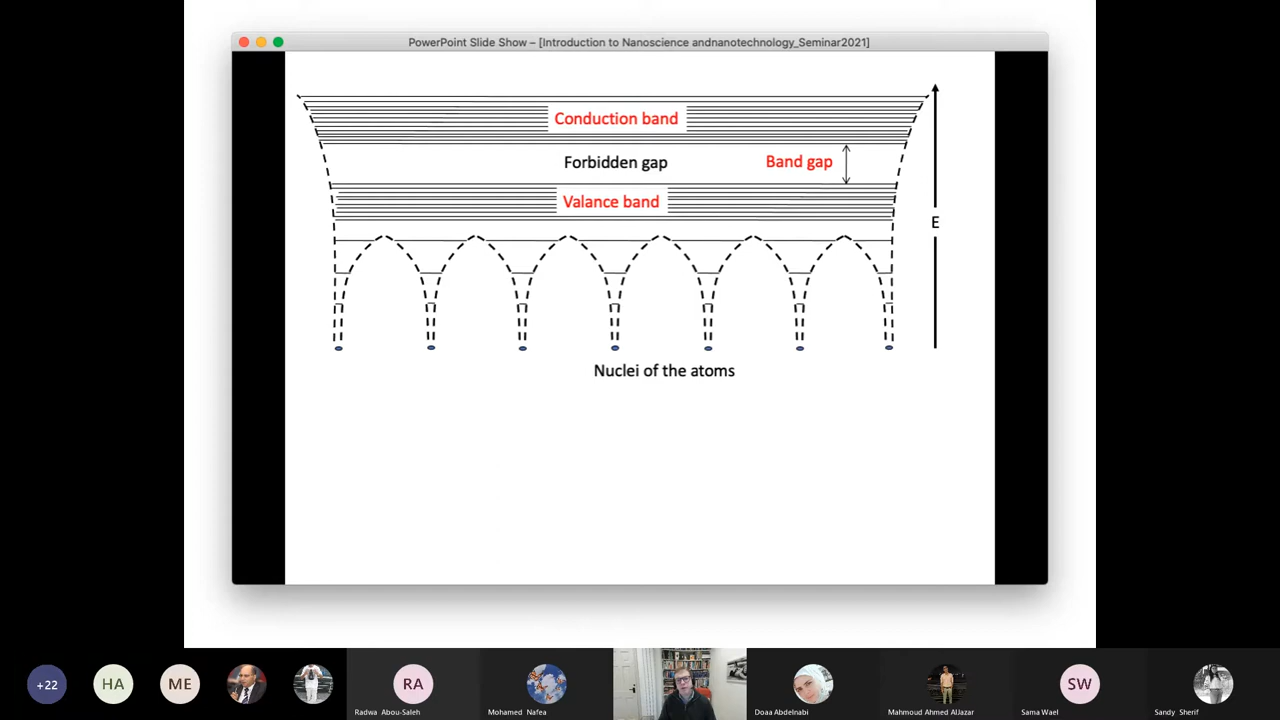 PowerPoint Slide Show – [Introduction to Nanoscience andnanotechnology_Seminar2021]
Conduction band
Forbidden gap
Band gap
Valance band
E
Nuclei of the atoms
+22
HA
ME
RA
Radwa Abou-Saleh
Mohamed Nafea
Doaa Abdelnabi
Mahmoud Ahmed AlJazar
SW
Sama Wael
Sandy Sherif